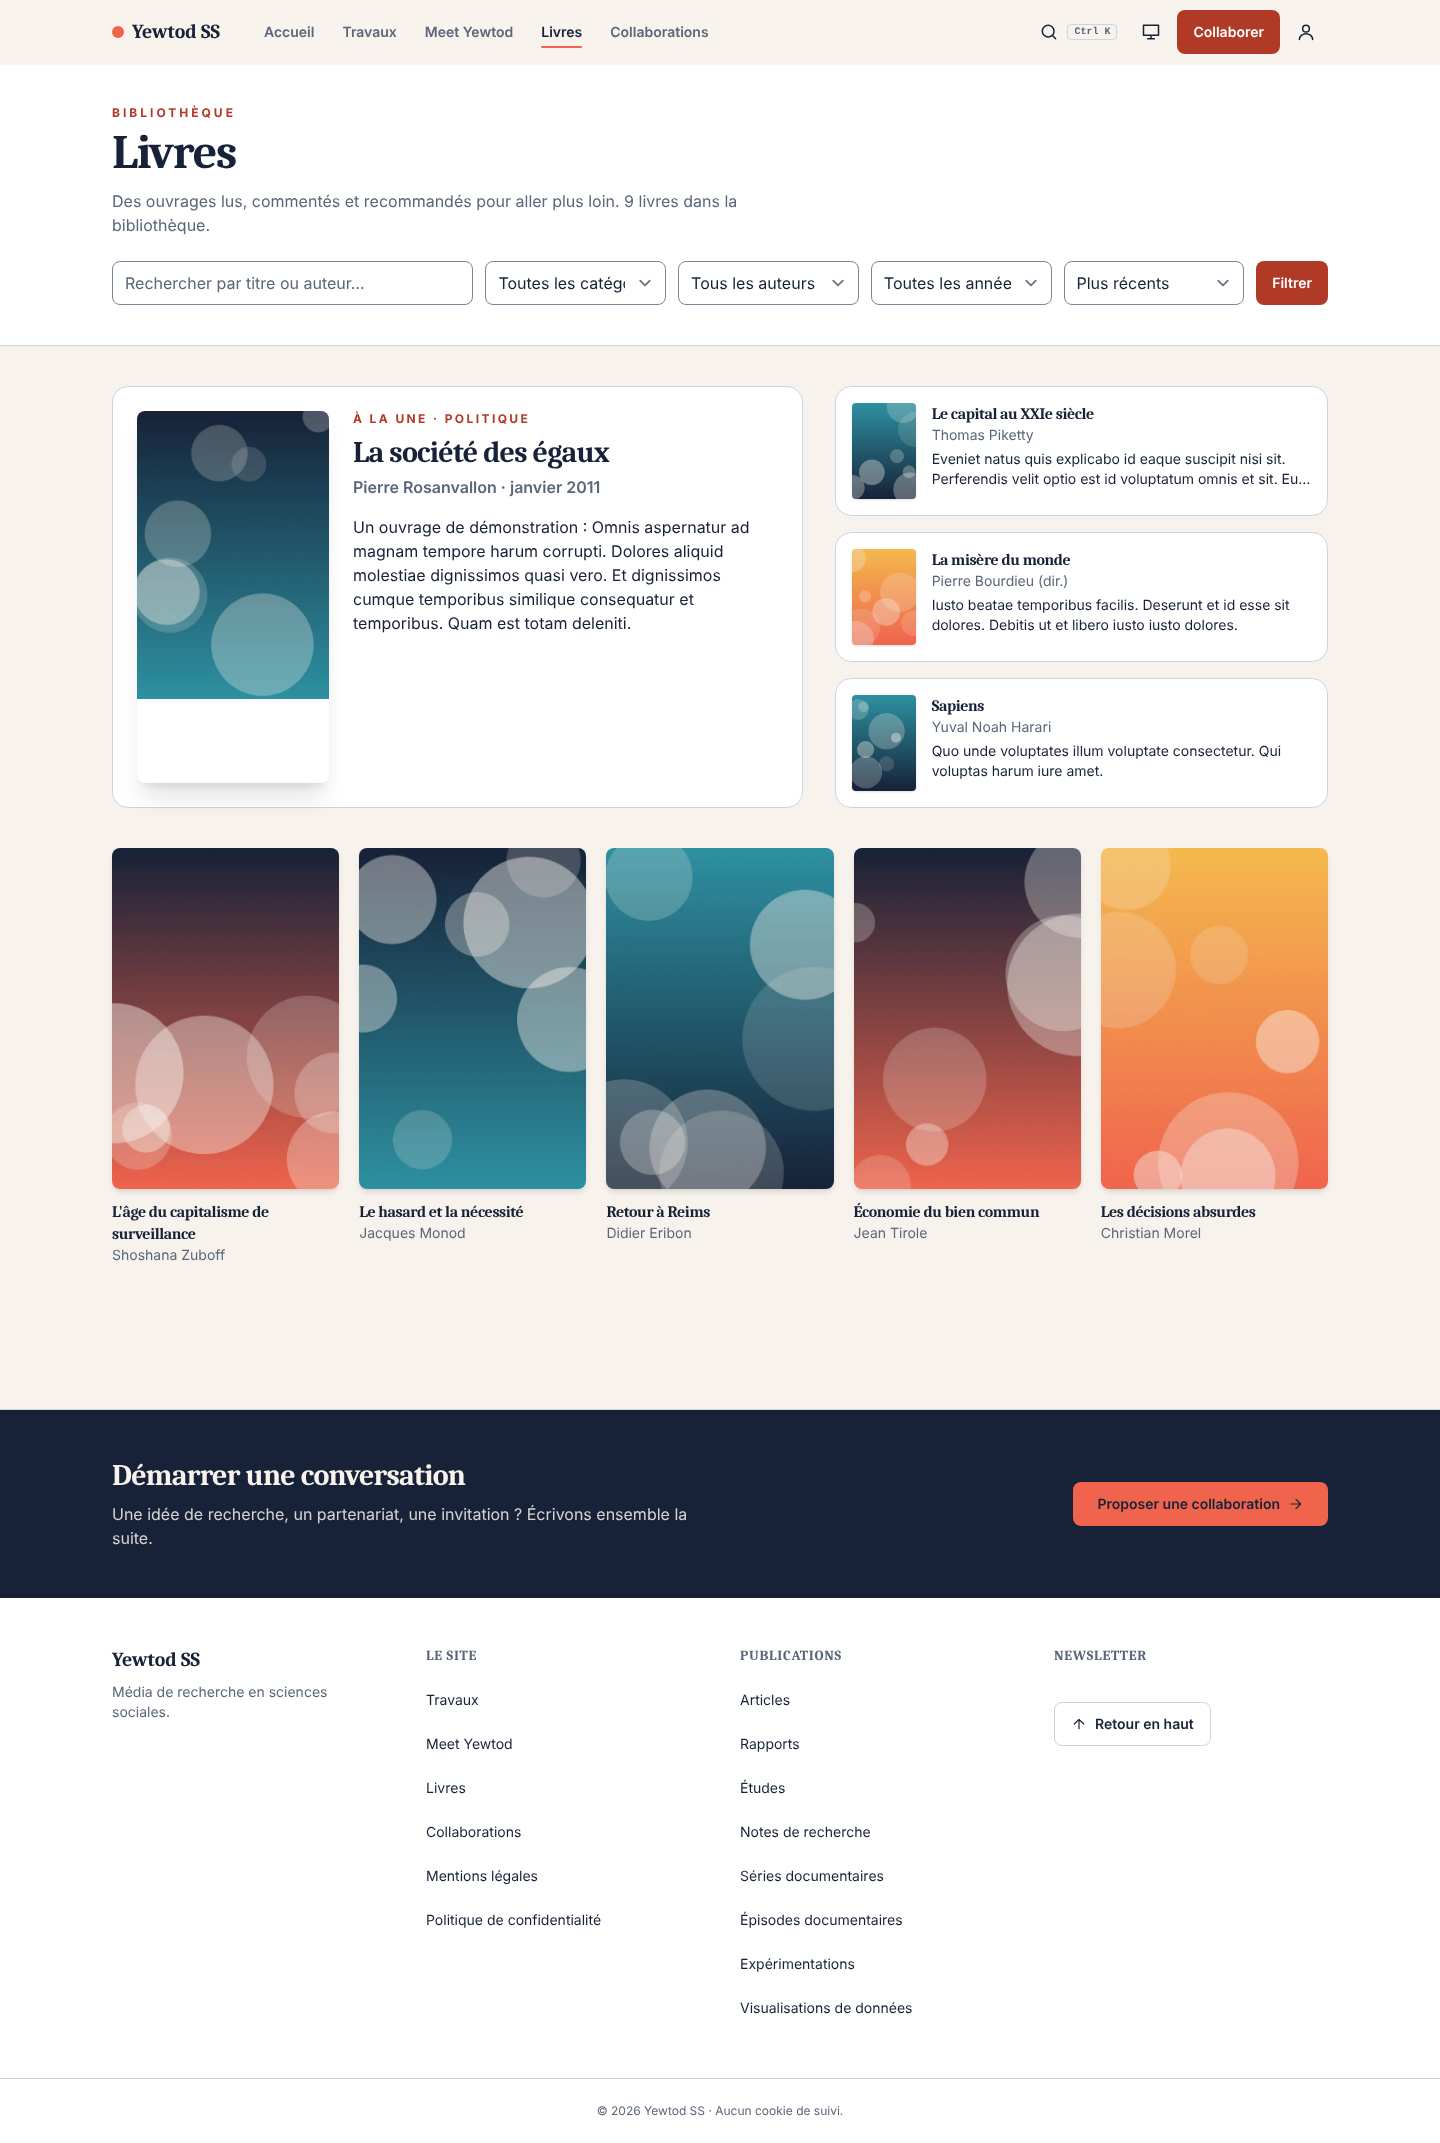 Yewtod SS
Accueil
Travaux
Meet Yewtod
Livres
Collaborations
Ctrl K
Collaborer
BIBLIOTHÈQUE
Livres
Des ouvrages lus, commentés et recommandés pour aller plus loin. 9 livres dans la
bibliothèque.
Rechercher par titre ou auteur…
Toutes les catég
Tous les auteurs
Toutes les année
Plus récents
Filtrer
À LA UNE · POLITIQUE
La société des égaux
Pierre Rosanvallon · janvier 2011
Un ouvrage de démonstration : Omnis aspernatur ad
magnam tempore harum corrupti. Dolores aliquid
molestiae dignissimos quasi vero. Et dignissimos
cumque temporibus similique consequatur et
temporibus. Quam est totam deleniti.
Le capital au XXIe siècle
Thomas Piketty
Eveniet natus quis explicabo id eaque suscipit nisi sit.
Perferendis velit optio est id voluptatum omnis et sit. Eu…
La misère du monde
Pierre Bourdieu (dir.)
Iusto beatae temporibus facilis. Deserunt et id esse sit
dolores. Debitis ut et libero iusto iusto dolores.
Sapiens
Yuval Noah Harari
Quo unde voluptates illum voluptate consectetur. Qui
voluptas harum iure amet.
L'âge du capitalisme de
surveillance
Shoshana Zuboff
Le hasard et la nécessité
Jacques Monod
Retour à Reims
Didier Eribon
Économie du bien commun
Jean Tirole
Les décisions absurdes
Christian Morel
Démarrer une conversation
Une idée de recherche, un partenariat, une invitation ? Écrivons ensemble la
suite.
Proposer une collaboration
Yewtod SS
Média de recherche en sciences
sociales.
LE SITE
Travaux
Meet Yewtod
Livres
Collaborations
Mentions légales
Politique de confidentialité
PUBLICATIONS
Articles
Rapports
Études
Notes de recherche
Séries documentaires
Épisodes documentaires
Expérimentations
Visualisations de données
NEWSLETTER
Retour en haut
© 2026 Yewtod SS · Aucun cookie de suivi.